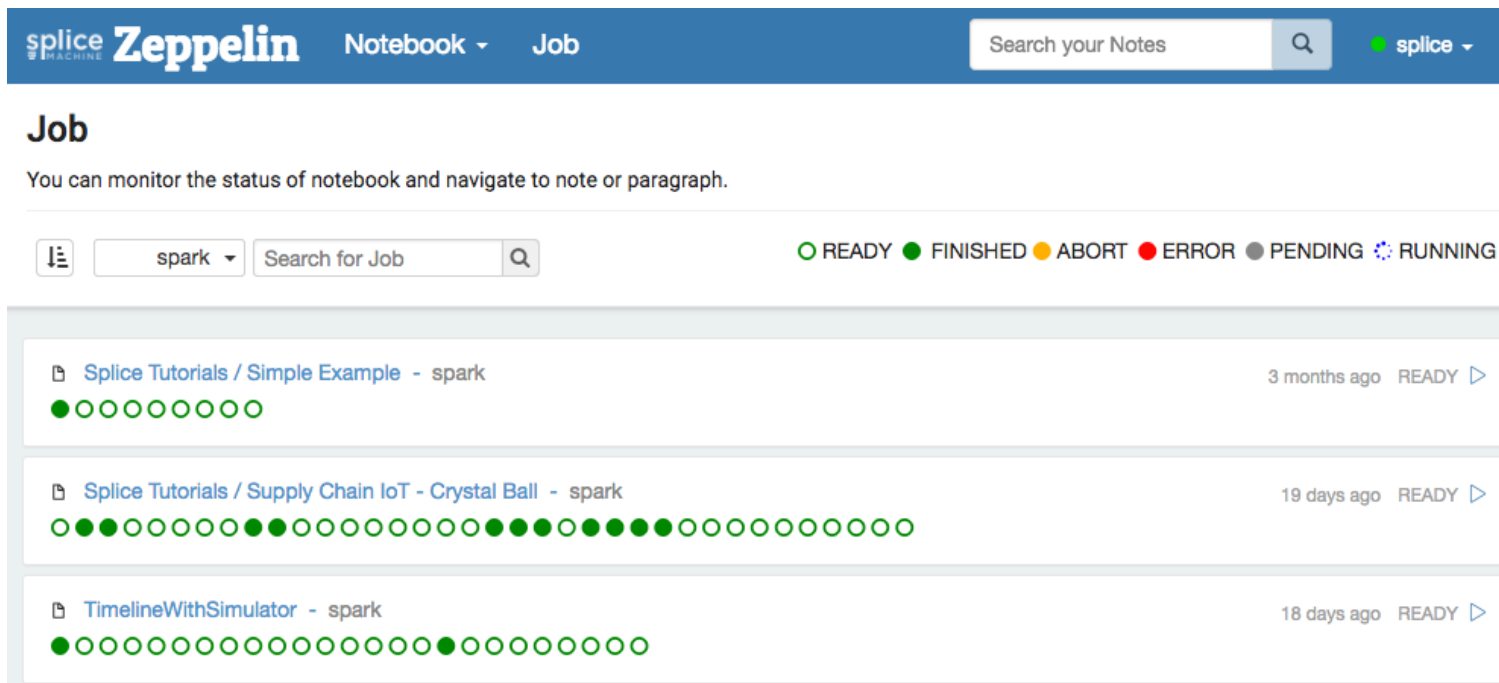 splice MACHINE Zeppelin Notebook Job Search your Notes splice
Job
You can monitor the status of notebook and navigate to note or paragraph.
spark Search for Job READY FINISHED ABORT ERROR PENDING RUNNING
Splice Tutorials / Simple Example - spark 3 months ago READY
Splice Tutorials / Supply Chain IoT - Crystal Ball - spark 19 days ago READY
TimelineWithSimulator - spark 18 days ago READY